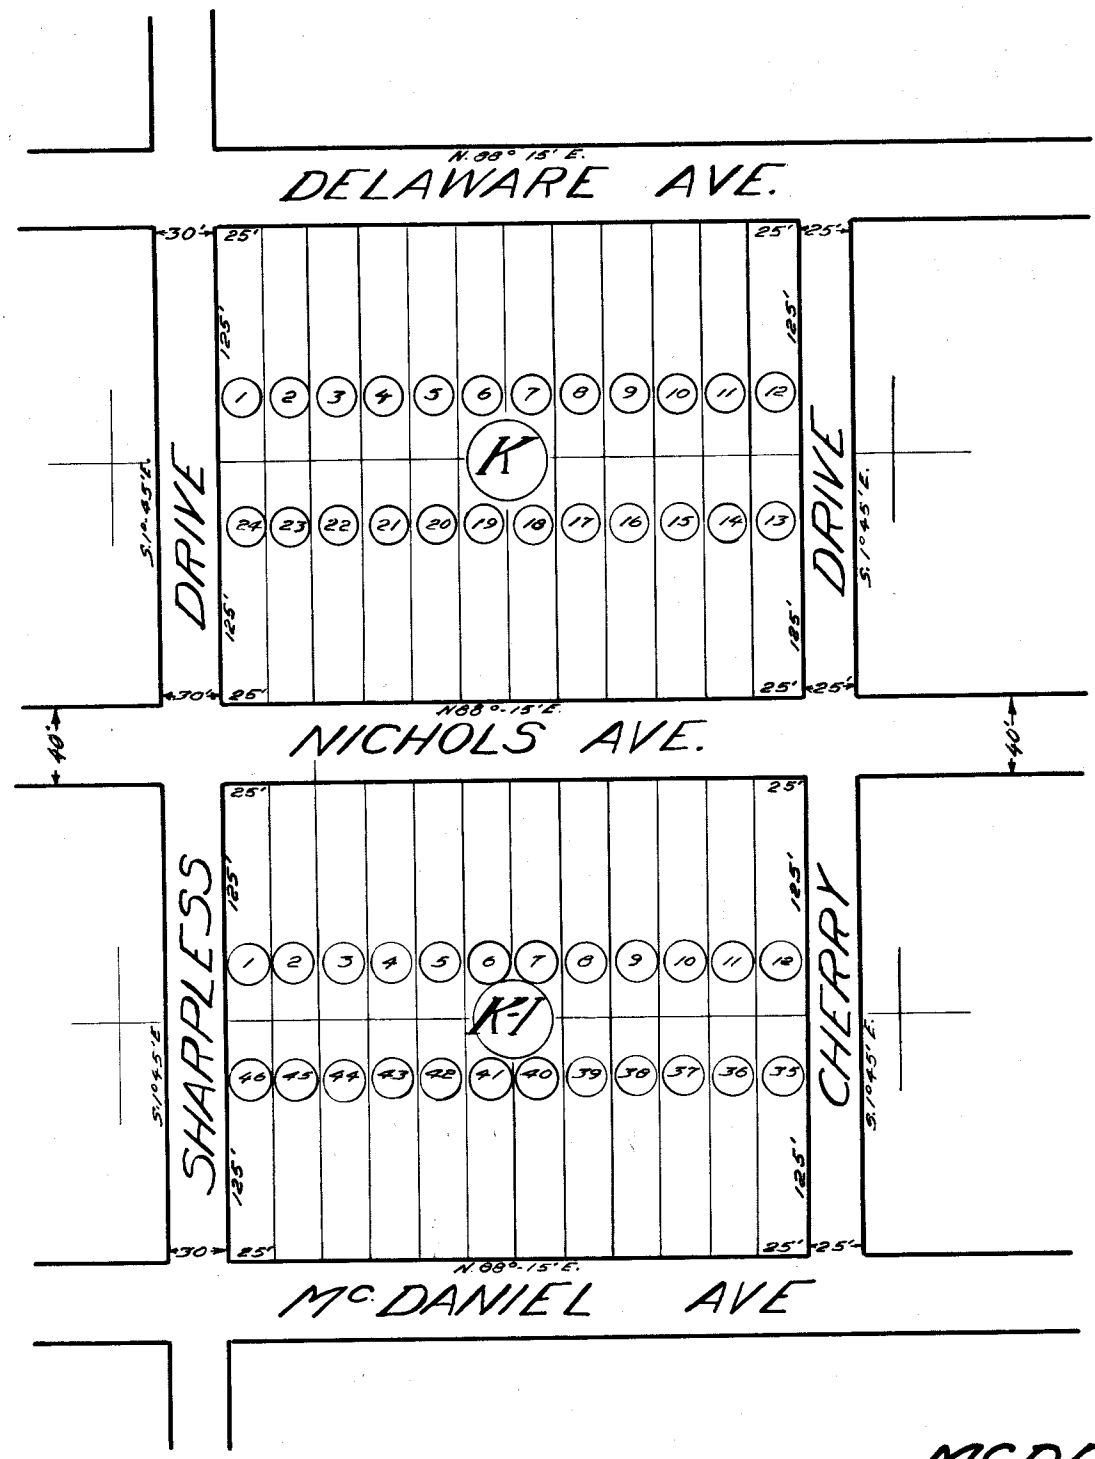 N. 88° 15' E.
DELAWARE AVE.
30' 25' 25' 25'
125' 125'
1 2 3 4 5 6 7 8 9 10 11 12
K
S. 1° 45' E. DRIVE DRIVE S. 1° 45' E.
24 23 22 21 20 19 18 17 16 15 14 13
125' 125'
30' 25' 25' 25'
N 88° - 15' E.
40' NICHOLS AVE. 40'
25' 25'
125' 125'
1 2 3 4 5 6 7 8 9 10 11 12
K-1
SHARPLESS CHERRY
S. 1° 45' E. S. 1° 45' E.
46 45 44 43 42 41 40 39 38 37 36 35
125' 125'
30 25' 25' 25'
N. 88° - 15' E.
Mc. DANIEL AVE